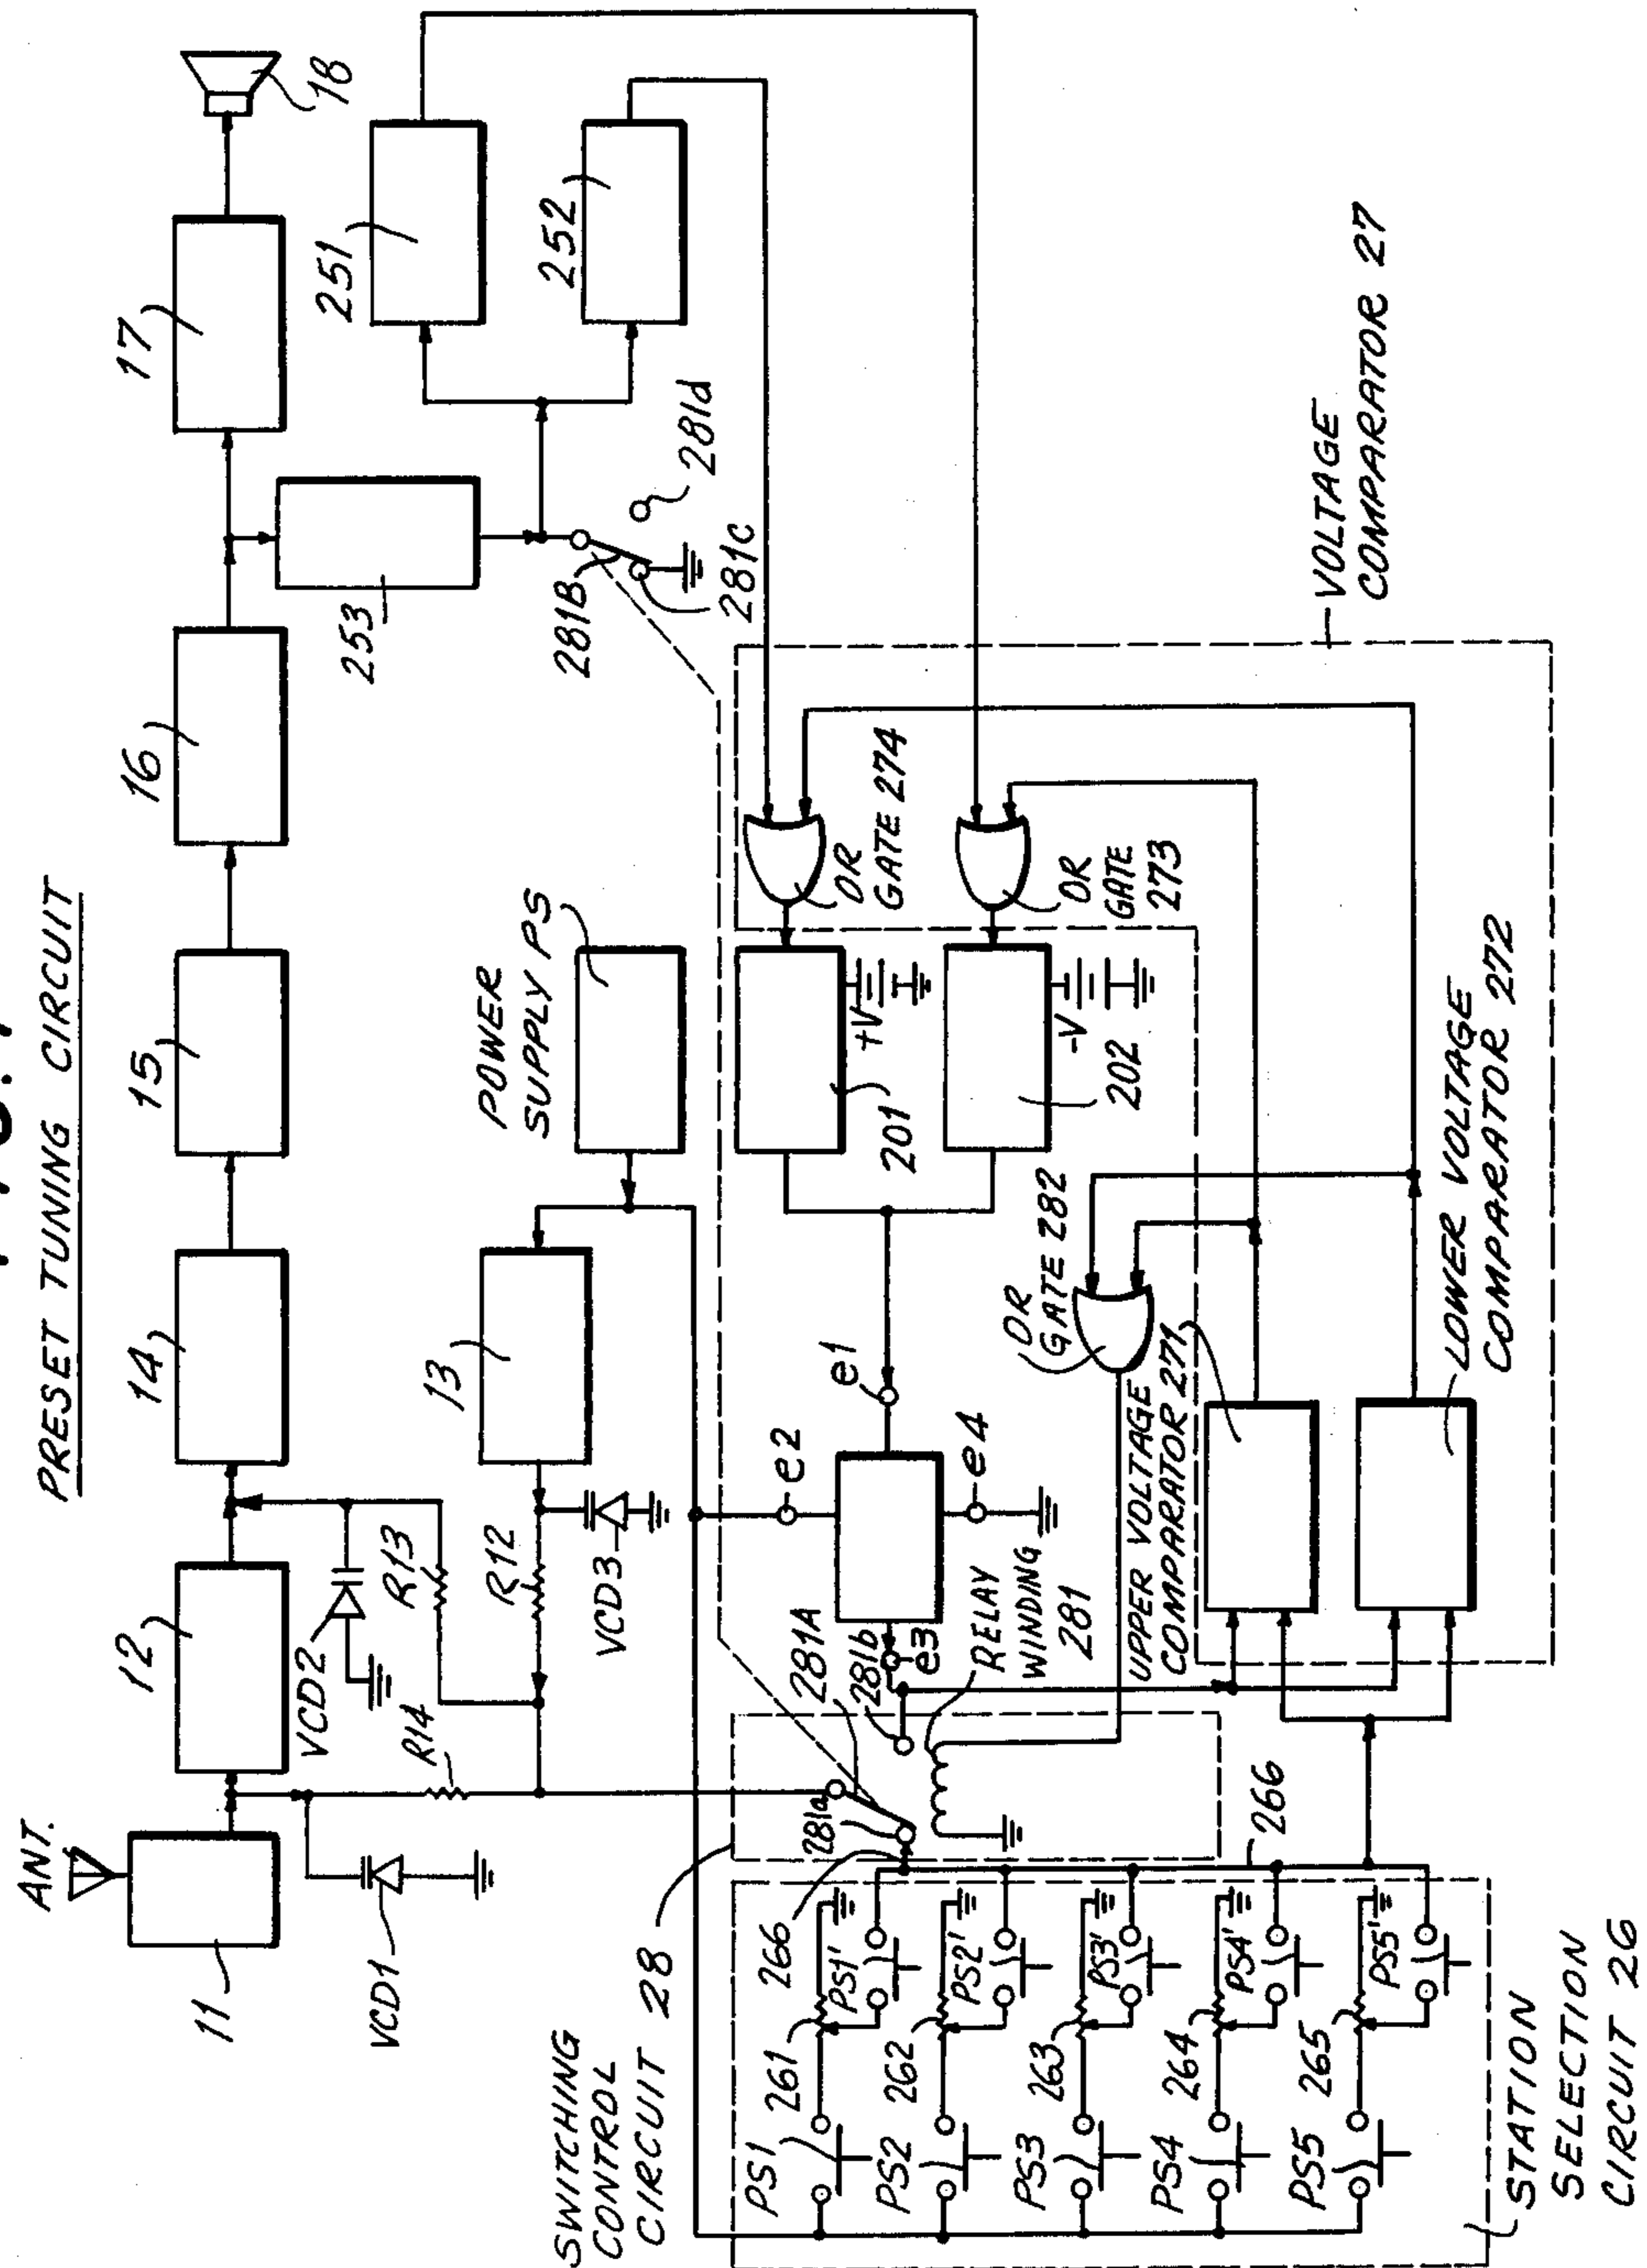 PRESET TUNING CIRCUIT
ANT.
11
12
14
15
16
17
18
VCD1
VCD2
R14
R13
R12
VCD3
13
POWER
SUPPLY PS
253
251
252
281B
281c
281d
SWITCHING
CONTROL
CIRCUIT 28
266
281a
281A
281b
e3
e2
e1
e4
RELAY
WINDING
281
201
+V
202
-V
OR
GATE 274
OR
GATE
273
OR
GATE 282
UPPER VOLTAGE
COMPARATOR 271
LOWER VOLTAGE
COMPARATOR 272
VOLTAGE
COMPARATOR 27
PS1
261
PS1'
PS2
262
PS2'
PS3
263
PS3'
PS4
264
PS4'
PS5
265
PS5'
266
STATION
SELECTION
CIRCUIT 26